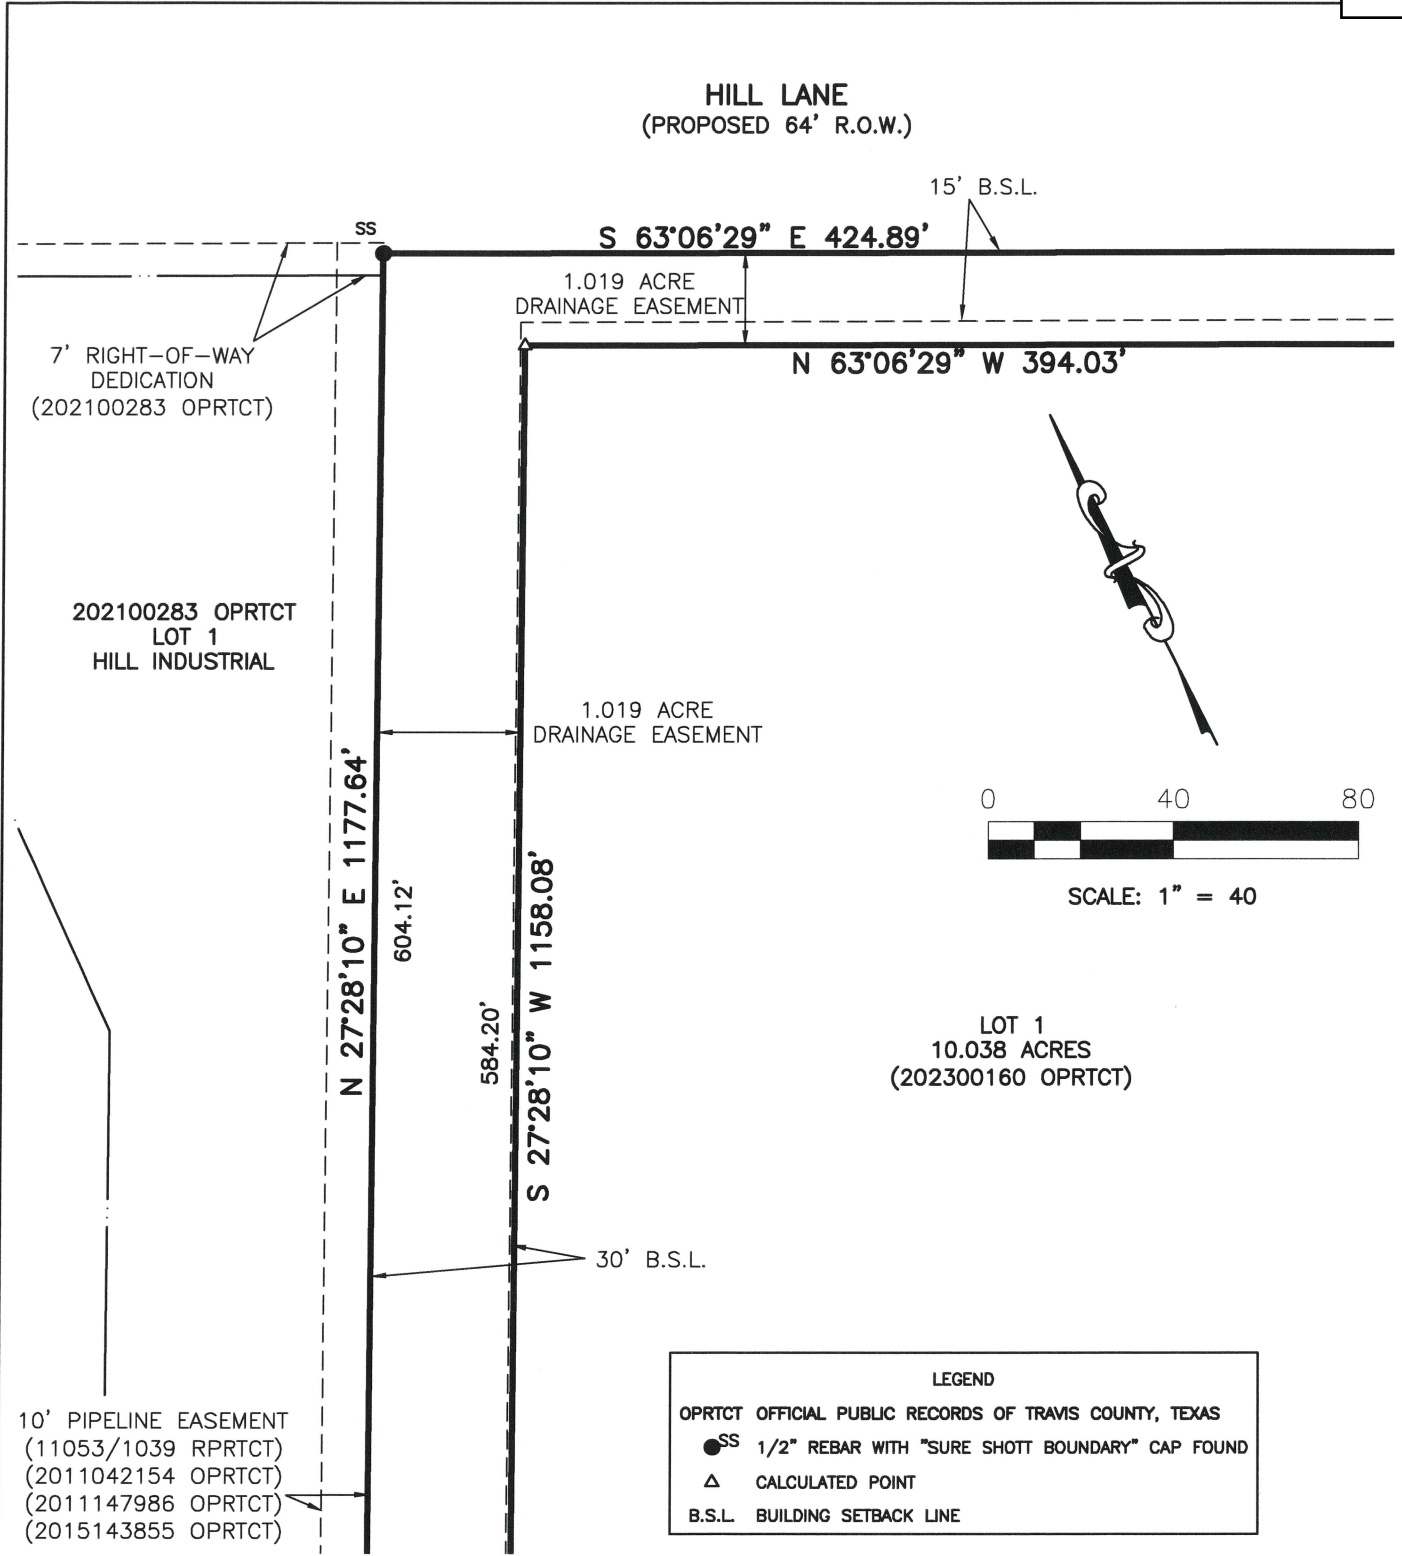 HILL LANE
(PROPOSED 64' R.O.W.)
15' B.S.L.
SS
S 63°06'29" E 424.89'
1.019 ACRE
DRAINAGE EASEMENT
N 63°06'29" W 394.03'
7' RIGHT-OF-WAY
DEDICATION
(202100283 OPRTCT)
202100283 OPRTCT
LOT 1
HILL INDUSTRIAL
1.019 ACRE
DRAINAGE EASEMENT
N 27°28'10" E 1177.64'
604.12'
584.20'
S 27°28'10" W 1158.08'
0 40 80
SCALE: 1" = 40
LOT 1
10.038 ACRES
(202300160 OPRTCT)
30' B.S.L.
10' PIPELINE EASEMENT
(11053/1039 RPRTCT)
(2011042154 OPRTCT)
(2011147986 OPRTCT)
(2015143855 OPRTCT)
LEGEND
OPRTCT OFFICIAL PUBLIC RECORDS OF TRAVIS COUNTY, TEXAS
SS 1/2" REBAR WITH "SURE SHOTT BOUNDARY" CAP FOUND
CALCULATED POINT
B.S.L. BUILDING SETBACK LINE